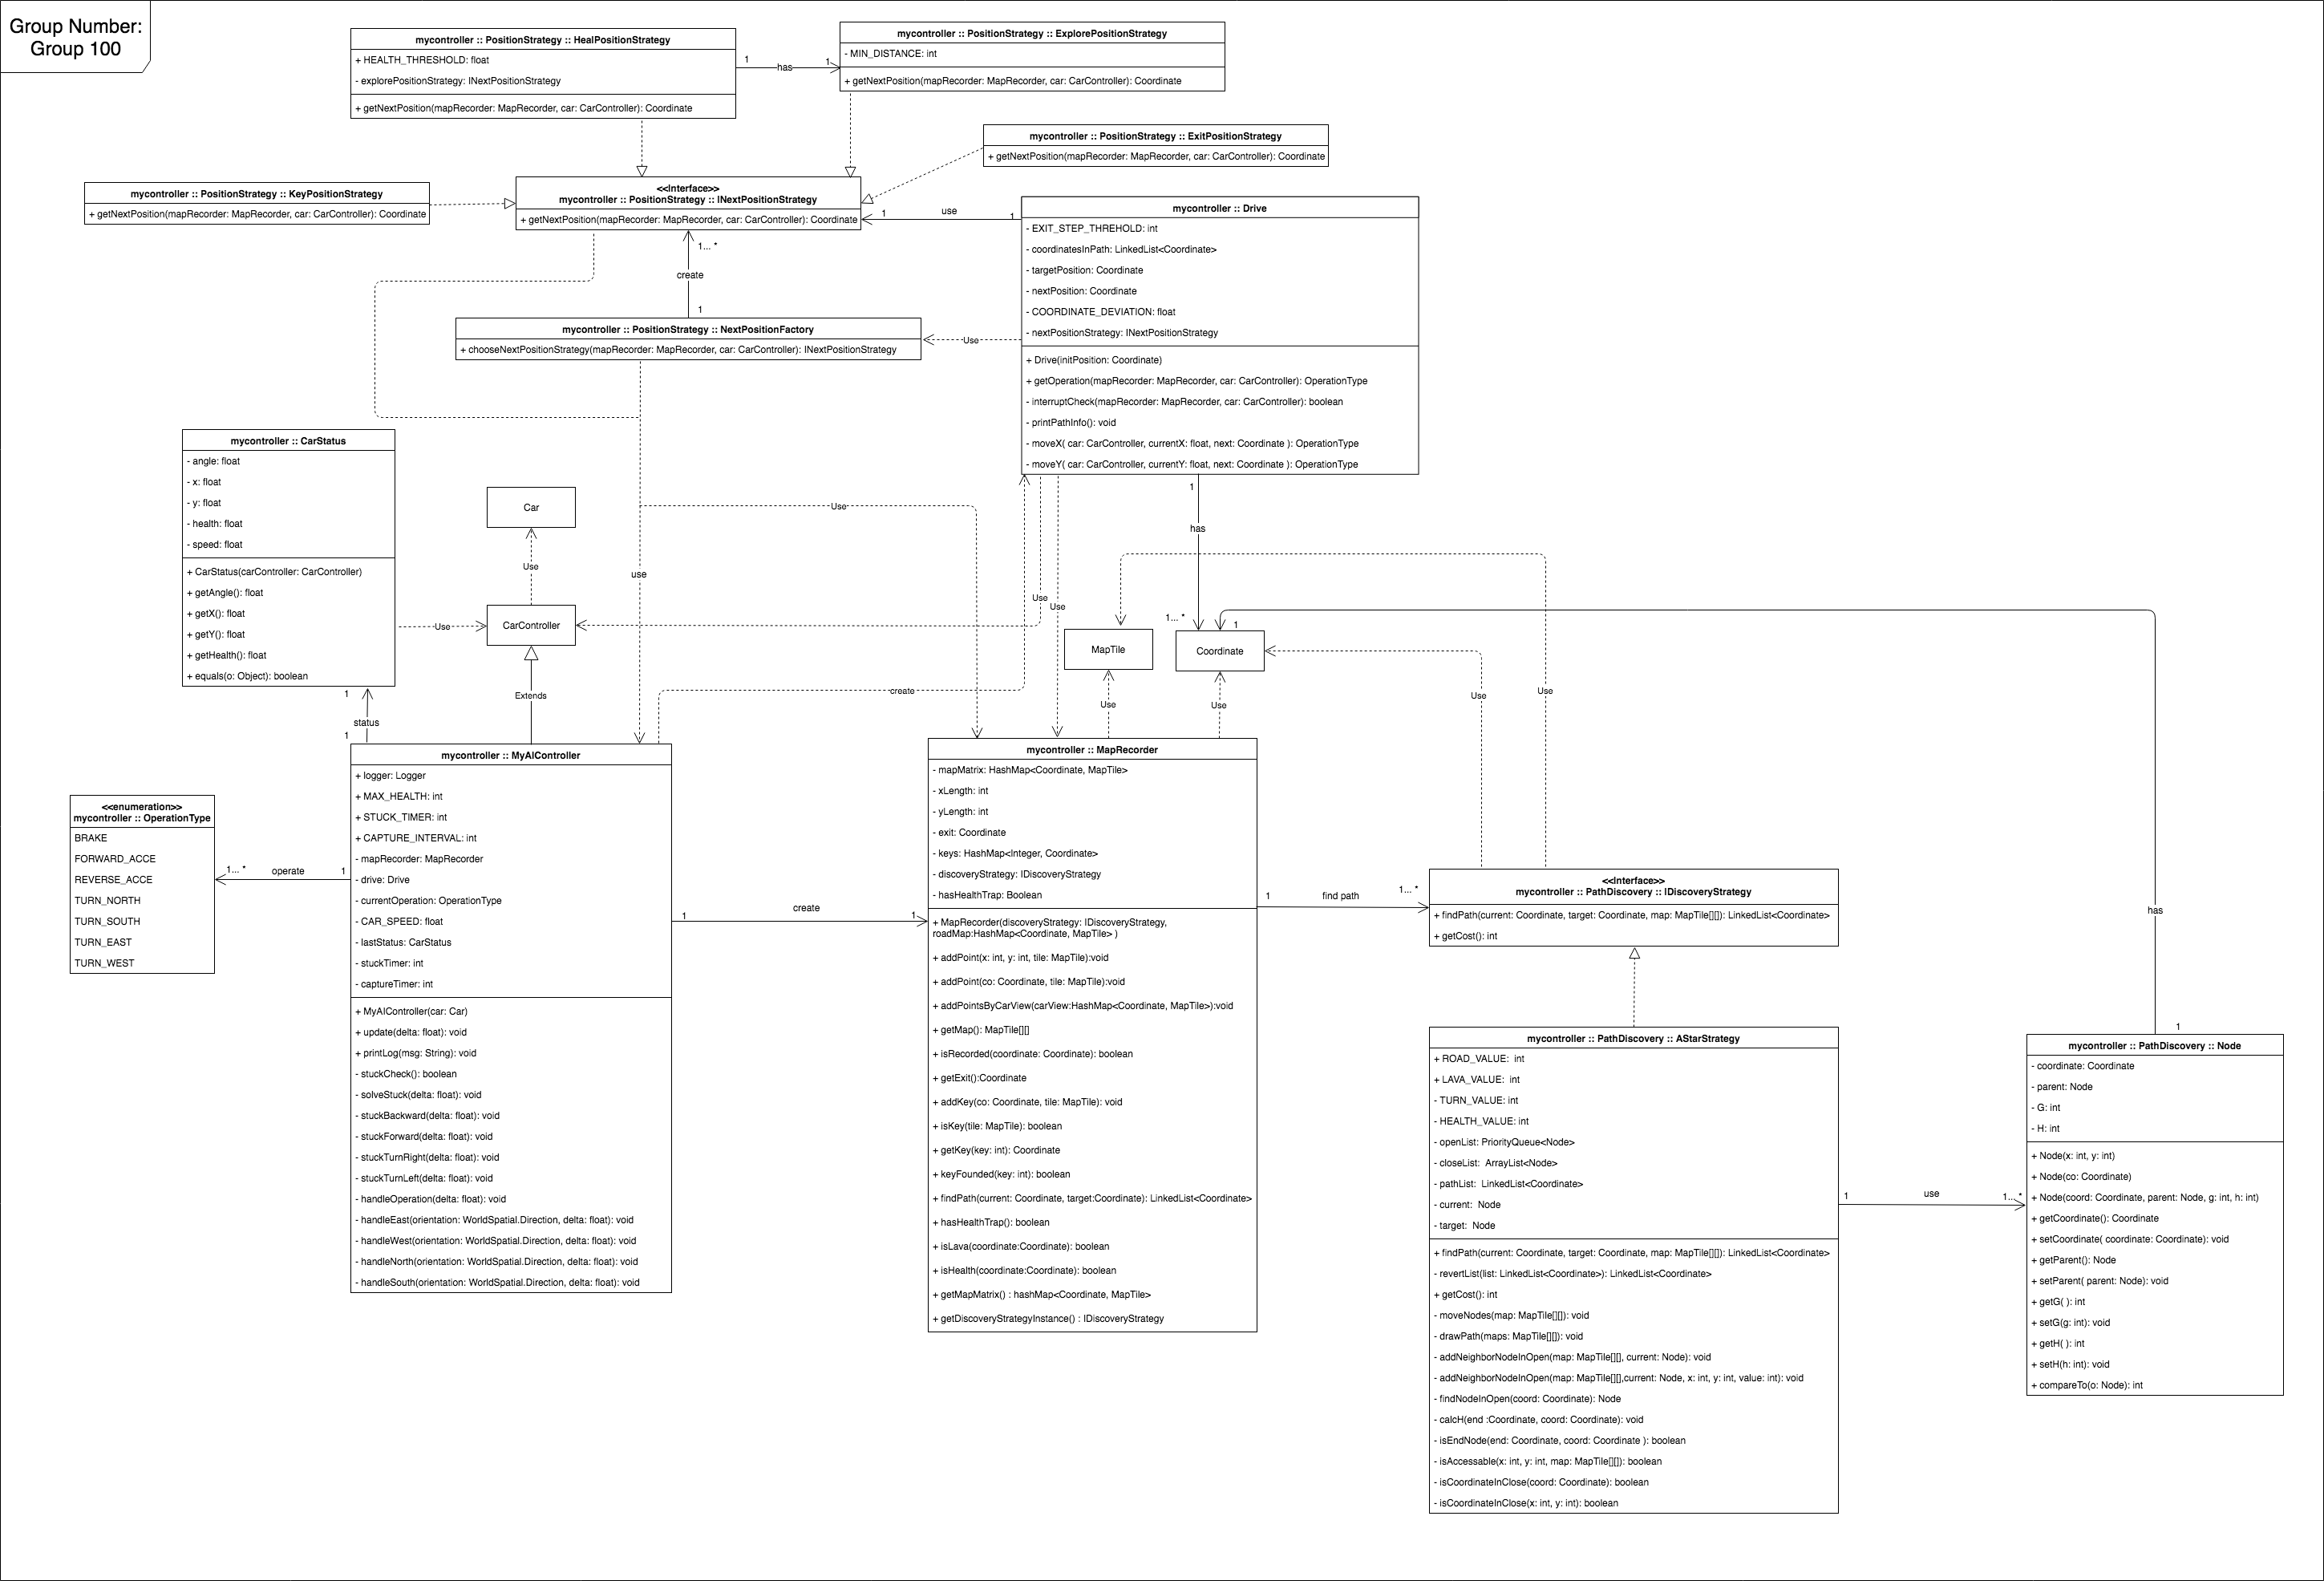 Group Number:
Group 100
mycontroller :: PositionStrategy :: HealPositionStrategy
+ HEALTH_THRESHOLD: float
- explorePositionStrategy: INextPositionStrategy
+ getNextPosition(mapRecorder: MapRecorder, car: CarController): Coordinate
1
has
1
mycontroller :: PositionStrategy :: ExplorePositionStrategy
- MIN_DISTANCE: int
+ getNextPosition(mapRecorder: MapRecorder, car: CarController): Coordinate
mycontroller :: PositionStrategy :: ExitPositionStrategy
+ getNextPosition(mapRecorder: MapRecorder, car: CarController): Coordinate
mycontroller :: PositionStrategy :: KeyPositionStrategy
+ getNextPosition(mapRecorder: MapRecorder, car: CarController): Coordinate
<<Interface>>
mycontroller :: PositionStrategy :: INextPositionStrategy
+ getNextPosition(mapRecorder: MapRecorder, car: CarController): Coordinate
1
use
1
1... *
create
1
mycontroller :: PositionStrategy :: NextPositionFactory
+ chooseNextPositionStrategy(mapRecorder: MapRecorder, car: CarController): INextPositionStrategy
Use
mycontroller :: Drive
- EXIT_STEP_THREHOLD: int
- coordinatesInPath: LinkedList<Coordinate>
- targetPosition: Coordinate
- nextPosition: Coordinate
- COORDINATE_DEVIATION: float
- nextPositionStrategy: INextPositionStrategy
+ Drive(initPosition: Coordinate)
+ getOperation(mapRecorder: MapRecorder, car: CarController): OperationType
- interruptCheck(mapRecorder: MapRecorder, car: CarController): boolean
- printPathInfo(): void
- moveX( car: CarController, currentX: float, next: Coordinate ): OperationType
- moveY( car: CarController, currentY: float, next: Coordinate ): OperationType
mycontroller :: CarStatus
- angle: float
- x: float
- y: float
- health: float
- speed: float
+ CarStatus(carController: CarController)
+ getAngle(): float
+ getX(): float
+ getY(): float
+ getHealth(): float
+ equals(o: Object): boolean
Car
Use
Use
CarController
Extends
use
Use
create
Use
Use
1
has
1... *
1
MapTile
Coordinate
Use
Use
Use
Use
1
status
1
mycontroller :: MyAIController
+ logger: Logger
+ MAX_HEALTH: int
+ STUCK_TIMER: int
+ CAPTURE_INTERVAL: int
- mapRecorder: MapRecorder
- drive: Drive
- currentOperation: OperationType
- CAR_SPEED: float
- lastStatus: CarStatus
- stuckTimer: int
- captureTimer: int
+ MyAIController(car: Car)
+ update(delta: float): void
+ printLog(msg: String): void
- stuckCheck(): boolean
- solveStuck(delta: float): void
- stuckBackward(delta: float): void
- stuckForward(delta: float): void
- stuckTurnRight(delta: float): void
- stuckTurnLeft(delta: float): void
- handleOperation(delta: float): void
- handleEast(orientation: WorldSpatial.Direction, delta: float): void
- handleWest(orientation: WorldSpatial.Direction, delta: float): void
- handleNorth(orientation: WorldSpatial.Direction, delta: float): void
- handleSouth(orientation: WorldSpatial.Direction, delta: float): void
<<enumeration>>
mycontroller :: OperationType
BRAKE
FORWARD_ACCE
REVERSE_ACCE
TURN_NORTH
TURN_SOUTH
TURN_EAST
TURN_WEST
1... *
operate
1
1
create
1
mycontroller :: MapRecorder
- mapMatrix: HashMap<Coordinate, MapTile>
- xLength: int
- yLength: int
- exit: Coordinate
- keys: HashMap<Integer, Coordinate>
- discoveryStrategy: IDiscoveryStrategy
- hasHealthTrap: Boolean
+ MapRecorder(discoveryStrategy: IDiscoveryStrategy,
roadMap:HashMap<Coordinate, MapTile> )
+ addPoint(x: int, y: int, tile: MapTile):void
+ addPoint(co: Coordinate, tile: MapTile):void
+ addPointsByCarView(carView:HashMap<Coordinate, MapTile>):void
+ getMap(): MapTile[][]
+ isRecorded(coordinate: Coordinate): boolean
+ getExit():Coordinate
+ addKey(co: Coordinate, tile: MapTile): void
+ isKey(tile: MapTile): boolean
+ getKey(key: int): Coordinate
+ keyFounded(key: int): boolean
+ findPath(current: Coordinate, target:Coordinate): LinkedList<Coordinate>
+ hasHealthTrap(): boolean
+ isLava(coordinate:Coordinate): boolean
+ isHealth(coordinate:Coordinate): boolean
+ getMapMatrix() : hashMap<Coordinate, MapTile>
+ getDiscoveryStrategyInstance() : IDiscoveryStrategy
1
find path
1... *
<<Interface>>
mycontroller :: PathDiscovery :: IDiscoveryStrategy
+ findPath(current: Coordinate, target: Coordinate, map: MapTile[][]): LinkedList<Coordinate>
+ getCost(): int
mycontroller :: PathDiscovery :: AStarStrategy
+ ROAD_VALUE: int
+ LAVA_VALUE: int
- TURN_VALUE: int
- HEALTH_VALUE: int
- openList: PriorityQueue<Node>
- closeList: ArrayList<Node>
- pathList: LinkedList<Coordinate>
- current: Node
- target: Node
+ findPath(current: Coordinate, target: Coordinate, map: MapTile[][]): LinkedList<Coordinate>
- revertList(list: LinkedList<Coordinate>): LinkedList<Coordinate>
+ getCost(): int
- moveNodes(map: MapTile[][]): void
- drawPath(maps: MapTile[][]): void
- addNeighborNodeInOpen(map: MapTile[][], current: Node): void
- addNeighborNodeInOpen(map: MapTile[][],current: Node, x: int, y: int, value: int): void
- findNodeInOpen(coord: Coordinate): Node
- calcH(end :Coordinate, coord: Coordinate): void
- isEndNode(end: Coordinate, coord: Coordinate ): boolean
- isAccessable(x: int, y: int, map: MapTile[][]): boolean
- isCoordinateInClose(coord: Coordinate): boolean
- isCoordinateInClose(x: int, y: int): boolean
1
use
1... *
has
1
mycontroller :: PathDiscovery :: Node
- coordinate: Coordinate
- parent: Node
- G: int
- H: int
+ Node(x: int, y: int)
+ Node(co: Coordinate)
+ Node(coord: Coordinate, parent: Node, g: int, h: int)
+ getCoordinate(): Coordinate
+ setCoordinate( coordinate: Coordinate): void
+ getParent(): Node
+ setParent( parent: Node): void
+ getG( ): int
+ setG(g: int): void
+ getH( ): int
+ setH(h: int): void
+ compareTo(o: Node): int